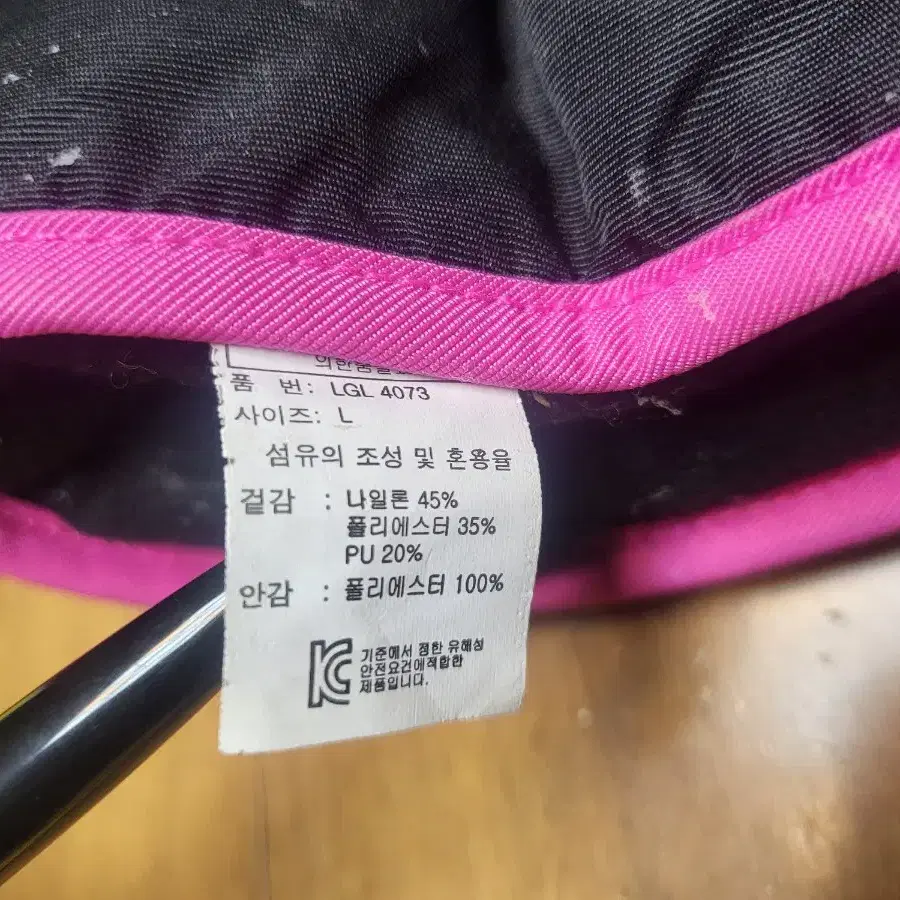 품 번: LGL 4073
사이즈: L
섬유의 조성 및 혼용율
겉감 : 나일론 45%
폴리에스터 35%
PU 20%
안감 : 폴리에스터 100%
기준에서 정한 유해성
안전요건에적합한
제품입니다.